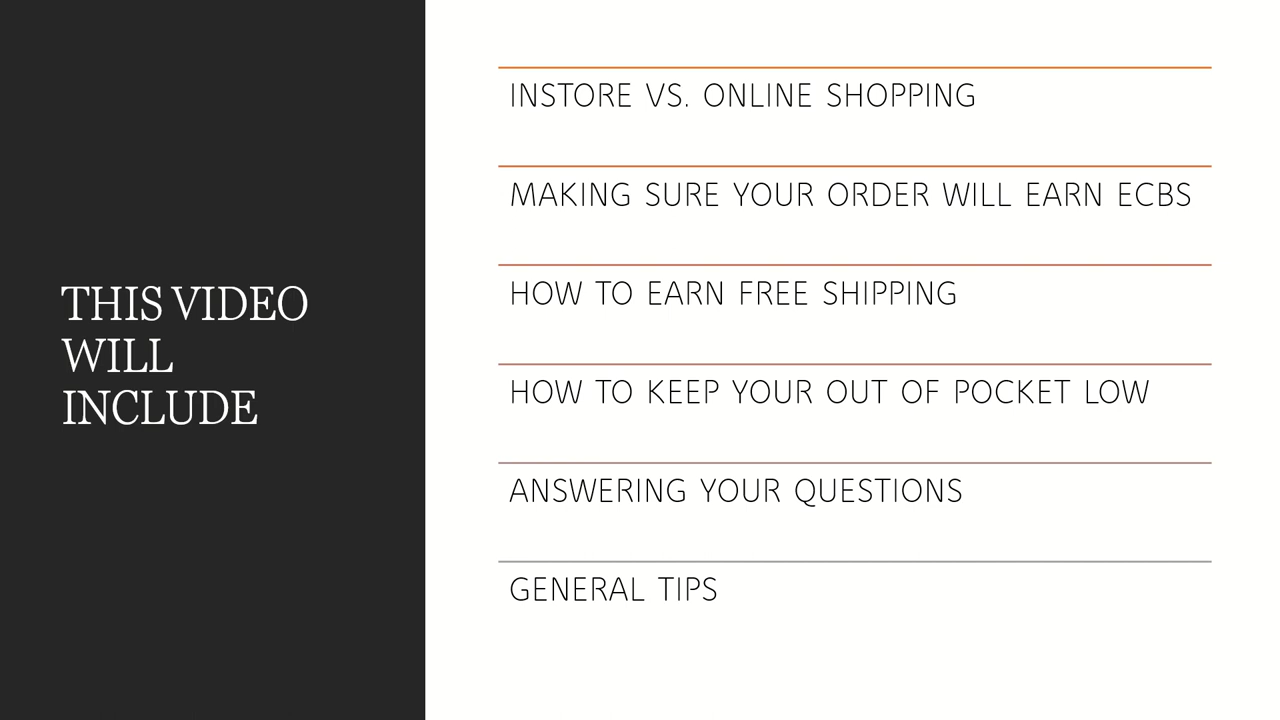 THIS VIDEO
WILL
INCLUDE
INSTORE VS. ONLINE SHOPPING
MAKING SURE YOUR ORDER WILL EARN ECBS
HOW TO EARN FREE SHIPPING
HOW TO KEEP YOUR OUT OF POCKET LOW
ANSWERING YOUR QUESTIONS
GENERAL TIPS